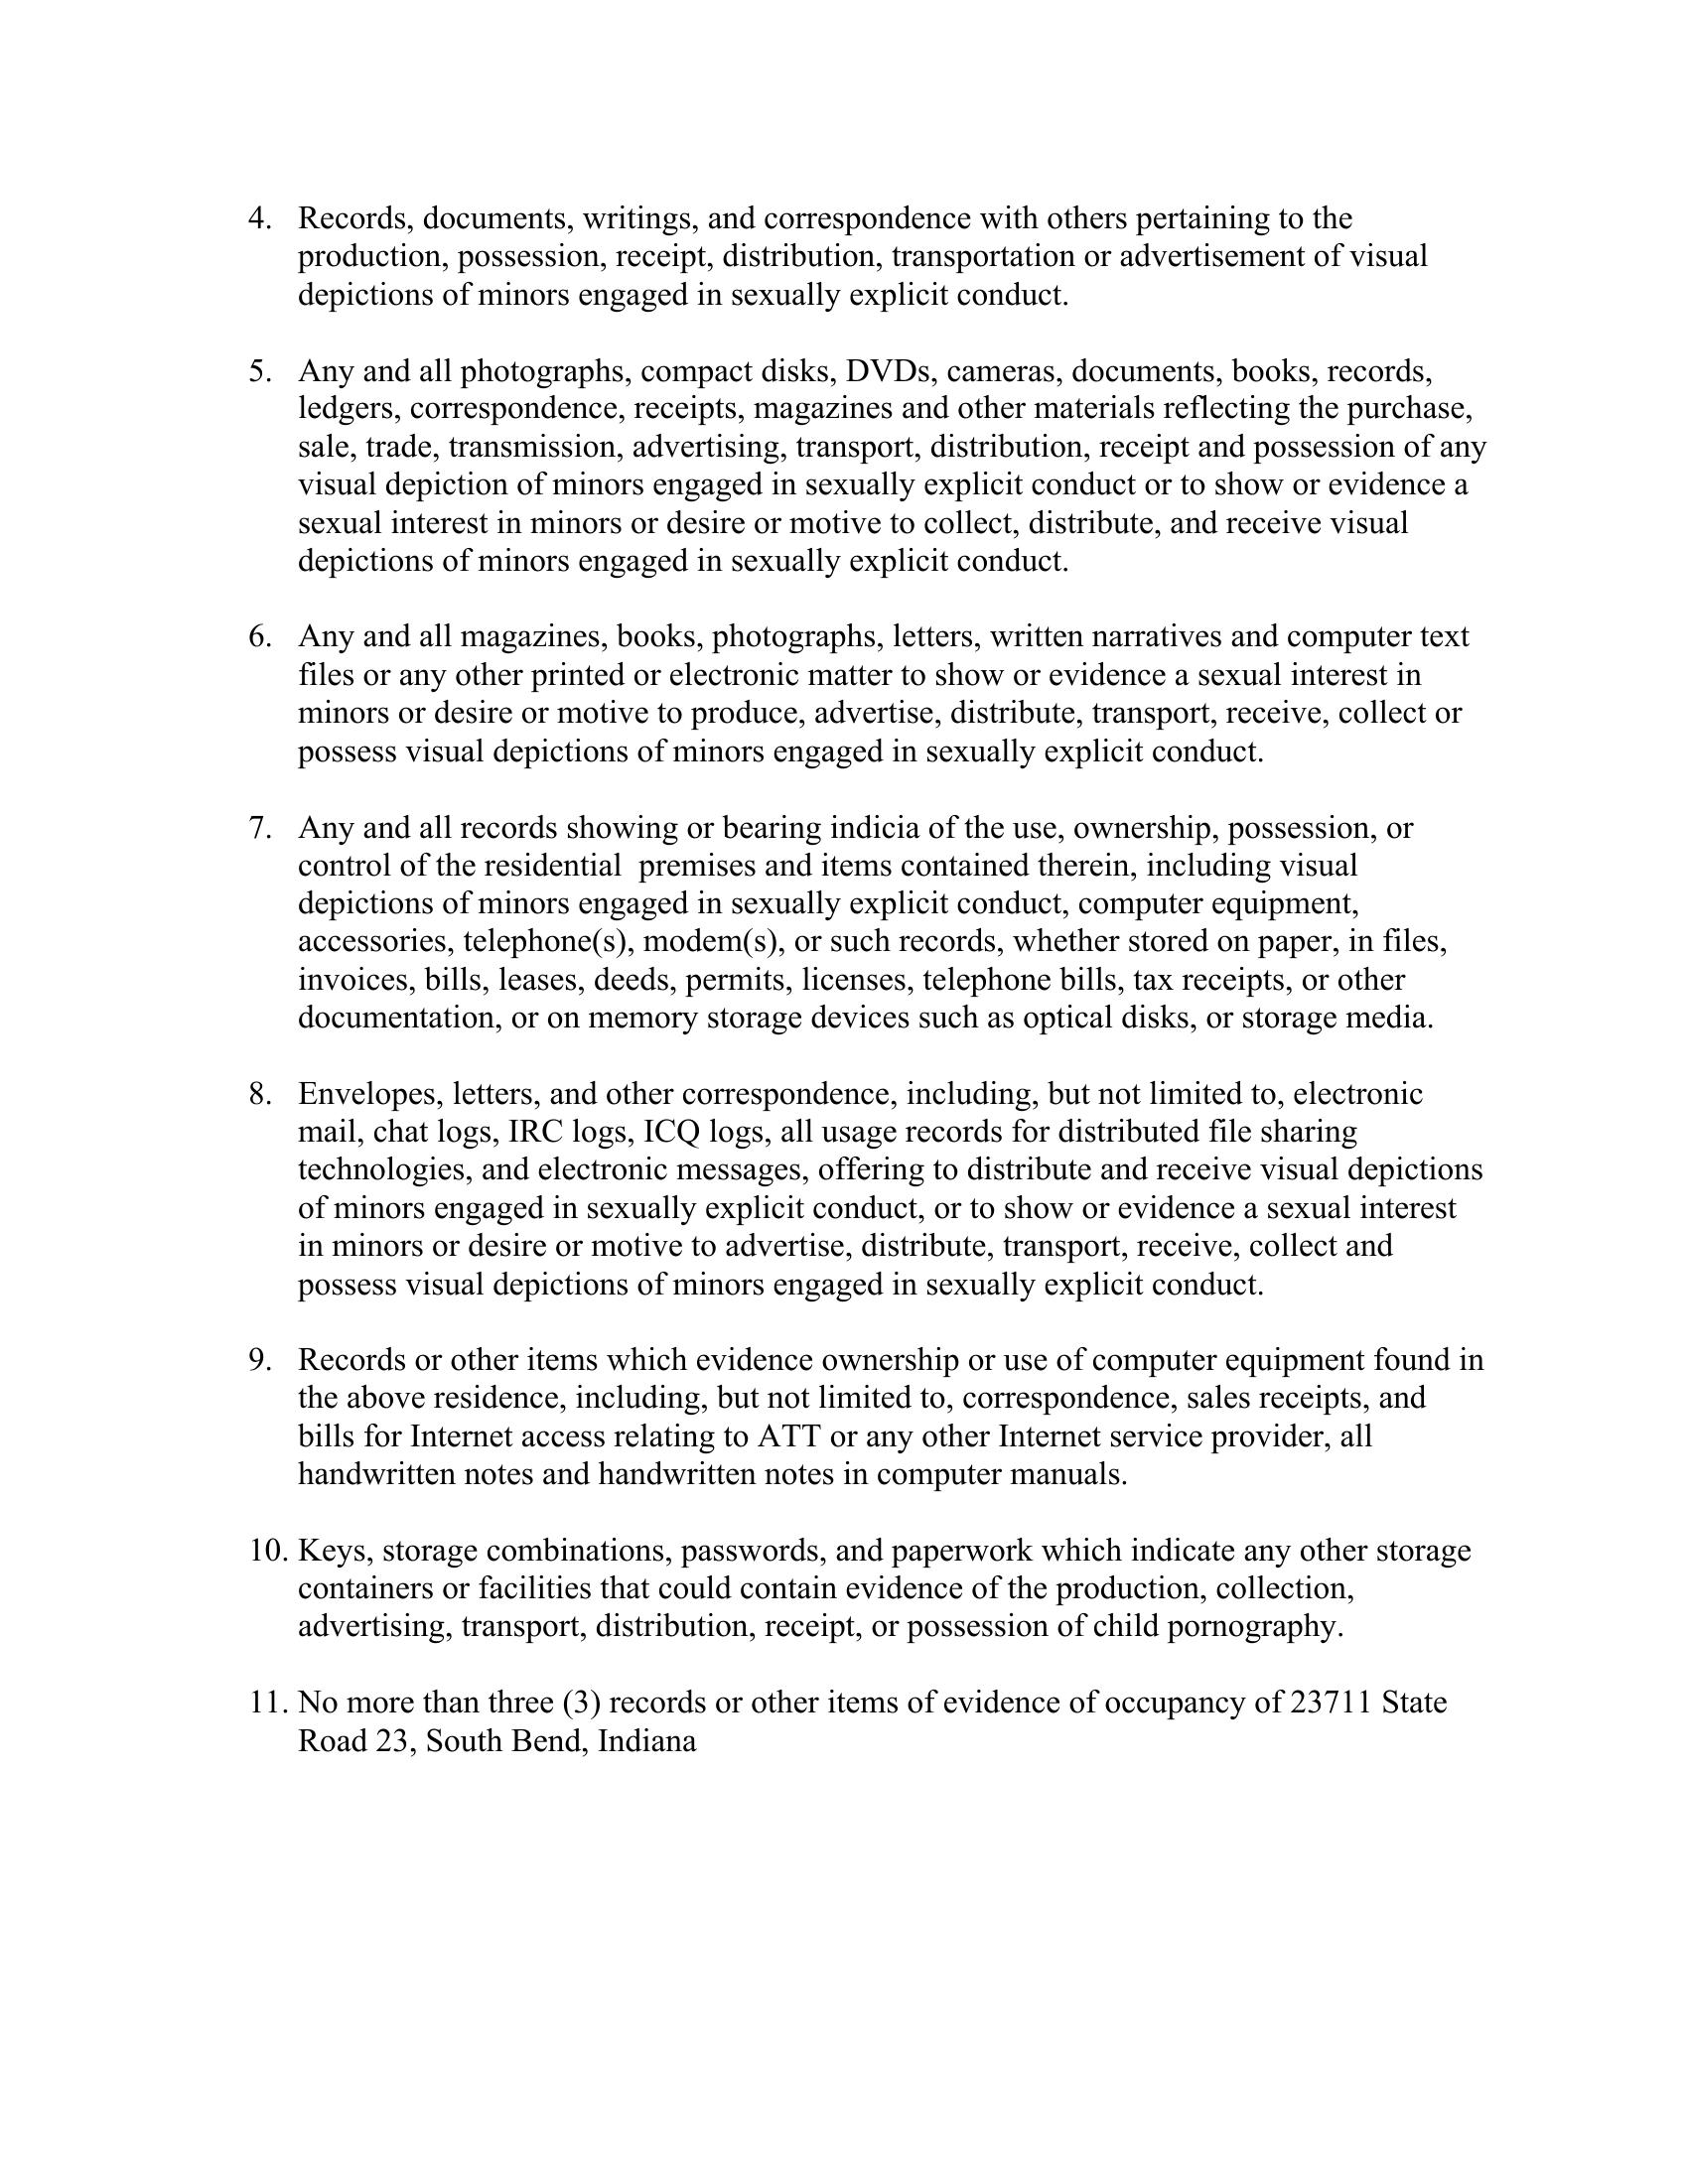 4. Records, documents, writings, and correspondence with others pertaining to the
production, possession, receipt, distribution, transportation or advertisement of visual
depictions of minors engaged in sexually explicit conduct.
5. Any and all photographs, compact disks, DVDs, cameras, documents, books, records,
ledgers, correspondence, receipts, magazines and other materials reflecting the purchase,
sale, trade, transmission, advertising, transport, distribution, receipt and possession of any
visual depiction of minors engaged in sexually explicit conduct or to show or evidence a
sexual interest in minors or desire or motive to collect, distribute, and receive visual
depictions of minors engaged in sexually explicit conduct.
6. Any and all magazines, books, photographs, letters, written narratives and computer text
files or any other printed or electronic matter to show or evidence a sexual interest in
minors or desire or motive to produce, advertise, distribute, transport, receive, collect or
possess visual depictions of minors engaged in sexually explicit conduct.
7. Any and all records showing or bearing indicia of the use, ownership, possession, or
control of the residential  premises and items contained therein, including visual
depictions of minors engaged in sexually explicit conduct, computer equipment,
accessories, telephone(s), modem(s), or such records, whether stored on paper, in files,
invoices, bills, leases, deeds, permits, licenses, telephone bills, tax receipts, or other
documentation, or on memory storage devices such as optical disks, or storage media.
8. Envelopes, letters, and other correspondence, including, but not limited to, electronic
mail, chat logs, IRC logs, ICQ logs, all usage records for distributed file sharing
technologies, and electronic messages, offering to distribute and receive visual depictions
of minors engaged in sexually explicit conduct, or to show or evidence a sexual interest
in minors or desire or motive to advertise, distribute, transport, receive, collect and
possess visual depictions of minors engaged in sexually explicit conduct.
9. Records or other items which evidence ownership or use of computer equipment found in
the above residence, including, but not limited to, correspondence, sales receipts, and
bills for Internet access relating to ATT or any other Internet service provider, all
handwritten notes and handwritten notes in computer manuals.
10. Keys, storage combinations, passwords, and paperwork which indicate any other storage
containers or facilities that could contain evidence of the production, collection,
advertising, transport, distribution, receipt, or possession of child pornography.
11. No more than three (3) records or other items of evidence of occupancy of 23711 State
Road 23, South Bend, Indiana